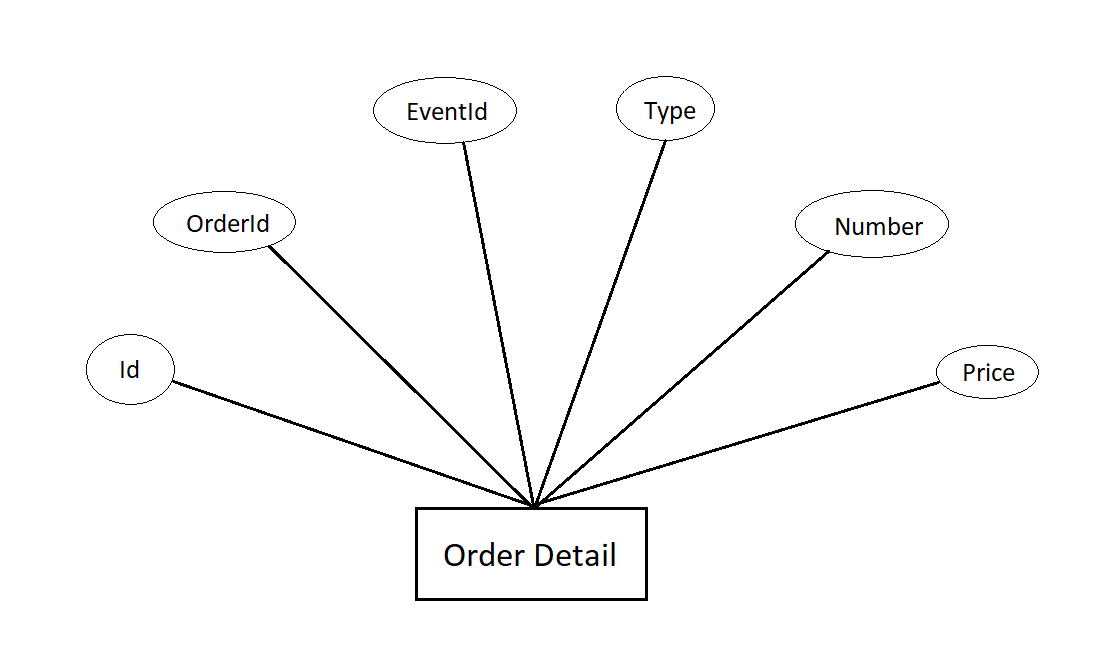 EventId
Type
OrderId
Number
Id
Price
Order Detail